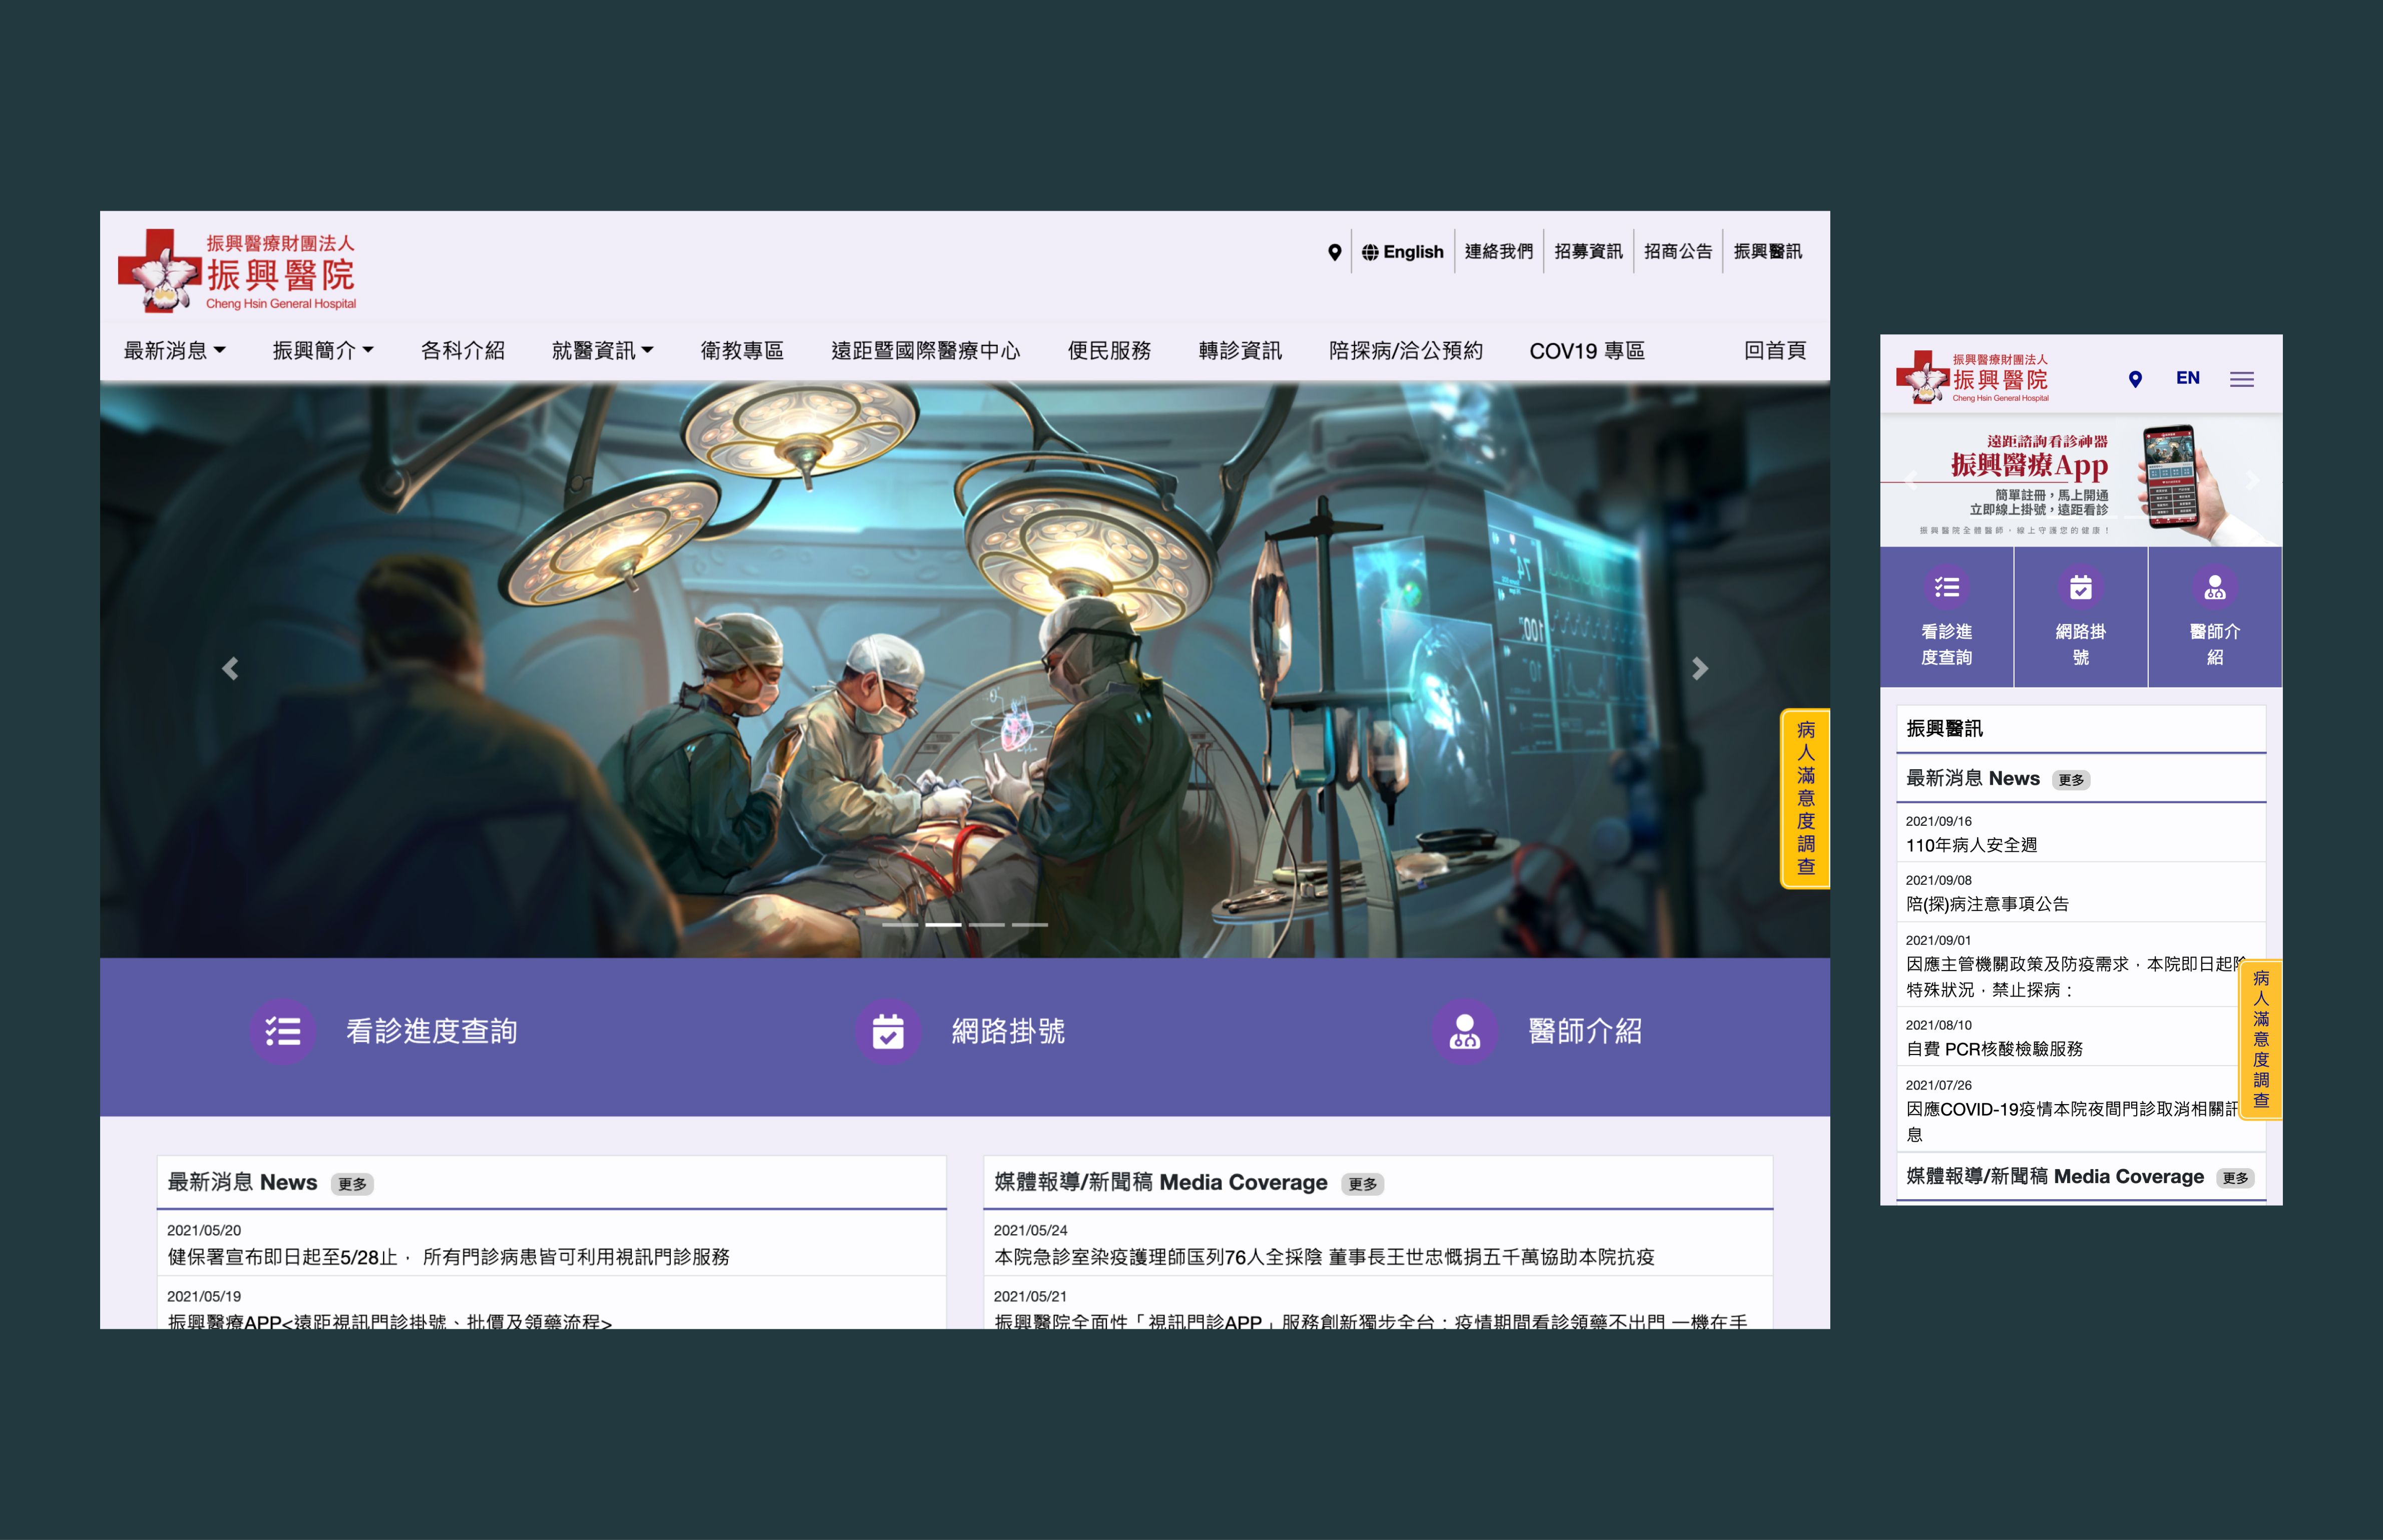 振興醫療財團法人
振興醫院
Cheng Hsin General Hospital
English
連絡我們
招募資訊
招商公告
振興醫訊
最新消息
振興簡介
各科介紹
就醫資訊
衛教專區
遠距暨國際醫療中心
便民服務
轉診資訊
陪探病/洽公預約
COV19 專區
回首頁
病人滿意度調查
看診進度查詢
網路掛號
醫師介紹
最新消息 News 更多
2021/05/20
健保署宣布即日起至5/28止， 所有門診病患皆可利用視訊門診服務
2021/05/19
振興醫療APP<遠距視訊門診掛號、批價及領藥流程>
媒體報導/新聞稿 Media Coverage 更多
2021/05/24
本院急診室染疫護理師匡列76人全採陰 董事長王世忠慨捐五千萬協助本院抗疫
2021/05/21
振興醫院全面性「視訊門診APP」服務創新獨步全台；疫情期間看診領藥不出門 一機在手
振興醫療財團法人
振興醫院
Cheng Hsin General Hospital
EN
遠距諮詢看診神器
振興醫療App
簡單註冊，馬上開通
立即線上掛號，遠距看診
振興醫院全體醫師，線上守護您的健康！
看診進
度查詢
網路掛
號
醫師介
紹
振興醫訊
最新消息 News 更多
2021/09/16
110年病人安全週
2021/09/08
陪(探)病注意事項公告
2021/09/01
因應主管機關政策及防疫需求，本院即日起除
特殊狀況，禁止探病：
2021/08/10
自費 PCR核酸檢驗服務
2021/07/26
因應COVID-19疫情本院夜間門診取消相關訊
息
病人滿意度調查
媒體報導/新聞稿 Media Coverage 更多